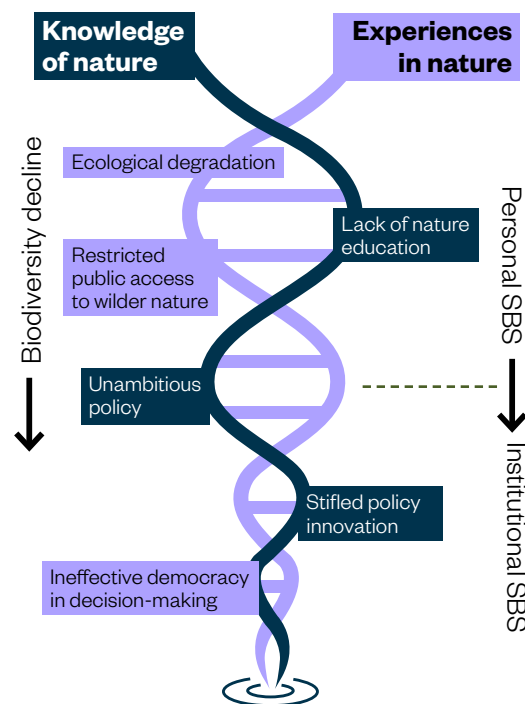 Knowledge
of nature
Experiences
in nature
Ecological degradation
Lack of nature
education
Restricted
public access
to wilder nature
Unambitious
policy
Stifled policy
innovation
Ineffective democracy
in decision-making
Biodiversity decline
Personal SBS
Institutional SBS